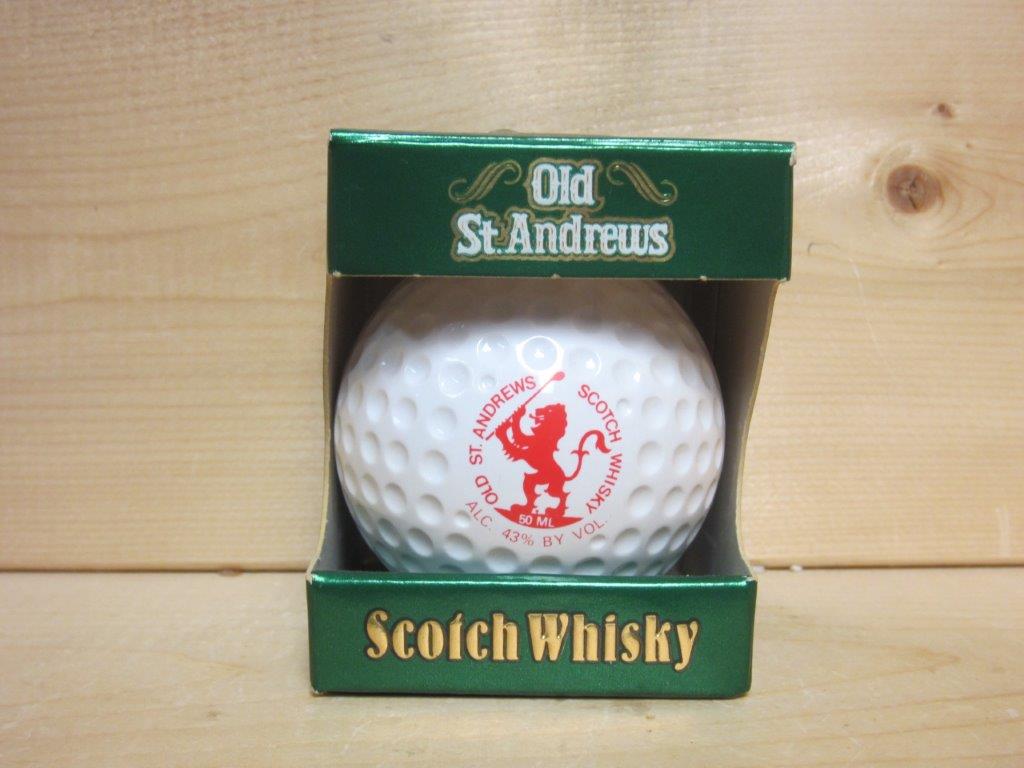 Old
St. Andrews
OLD ST. ANDREWS SCOTCH WHISKY
50 ML
ALC. 43% BY VOL.
Scotch Whisky